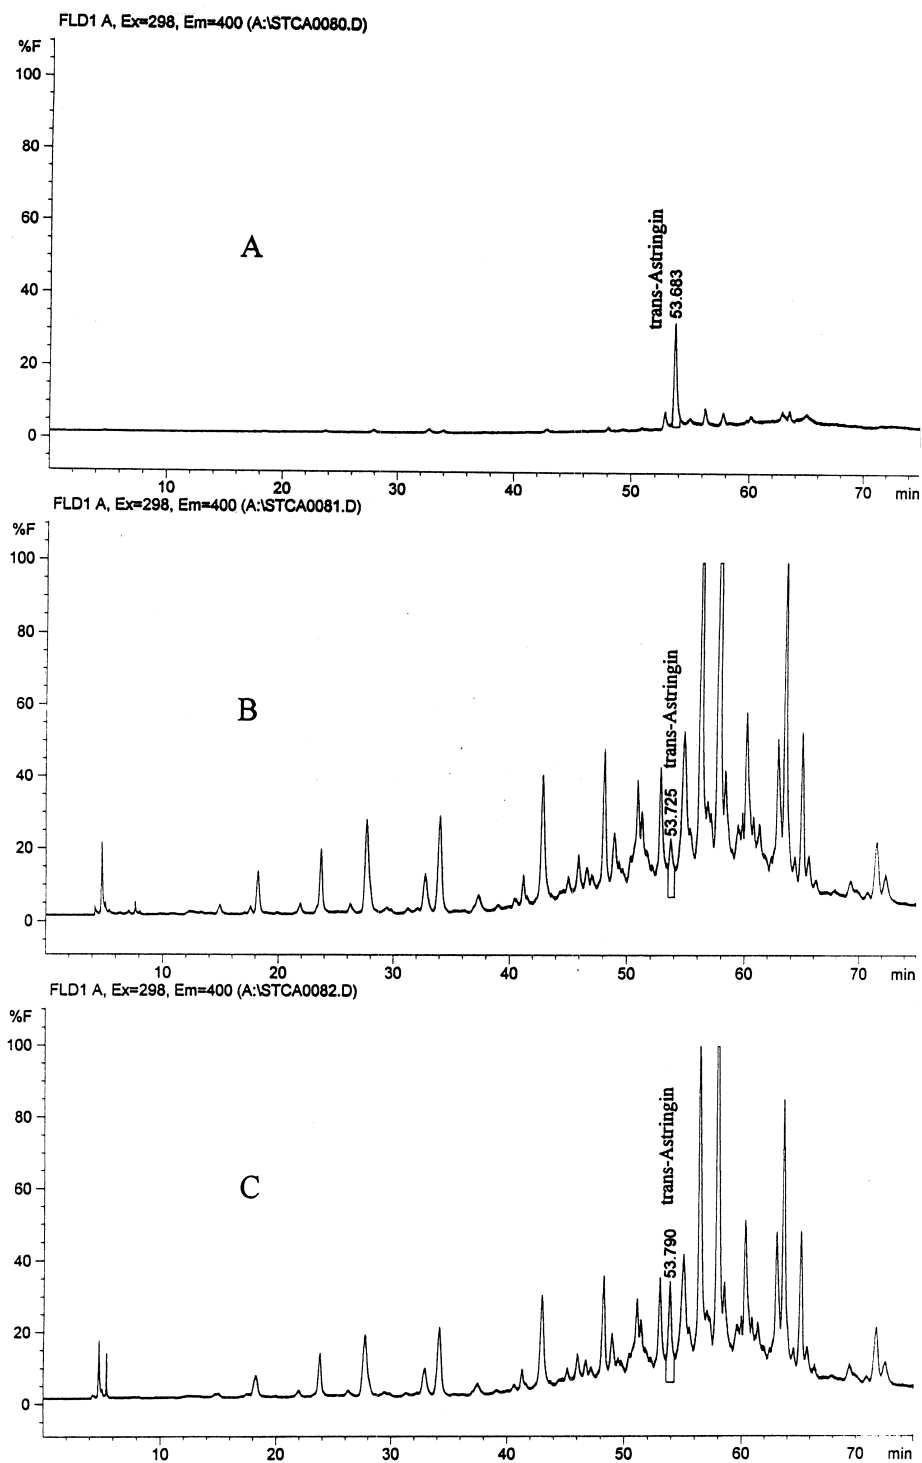 FLD1 A, Ex=298, Em=400 (A:\STCA0080.D)
%F
100
80
60
40
20
0
A
trans-Astringin
53.683
10 20 30 40 50 60 70 min
FLD1 A, Ex=298, Em=400 (A:\STCA0081.D)
%F
100
80
60
40
20
0
B
53.725 trans-Astringin
10 20 30 40 50 60 70 min
FLD1 A, Ex=298, Em=400 (A:\STCA0082.D)
%F
100
80
60
40
20
0
C
53.790 trans-Astringin
10 20 30 40 50 60 70 min